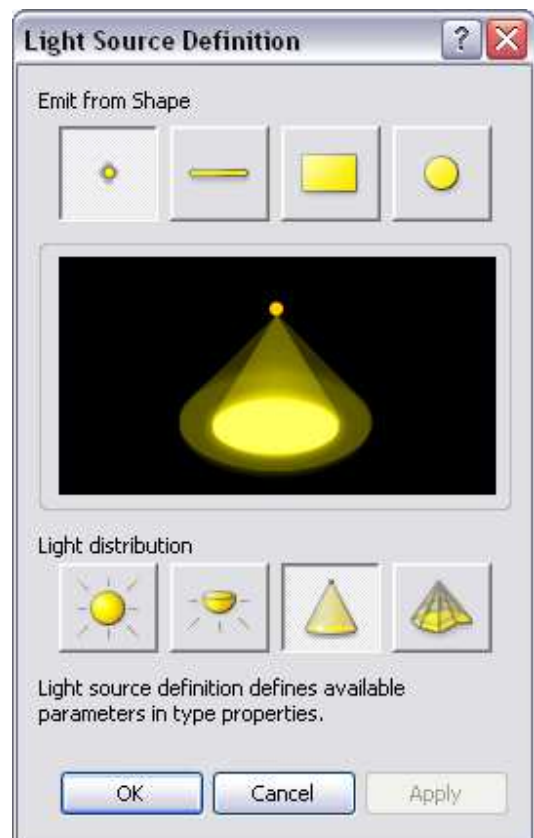 Light Source Definition
Emit from Shape
Light distribution
Light source definition defines available
parameters in type properties.
OK
Cancel
Apply